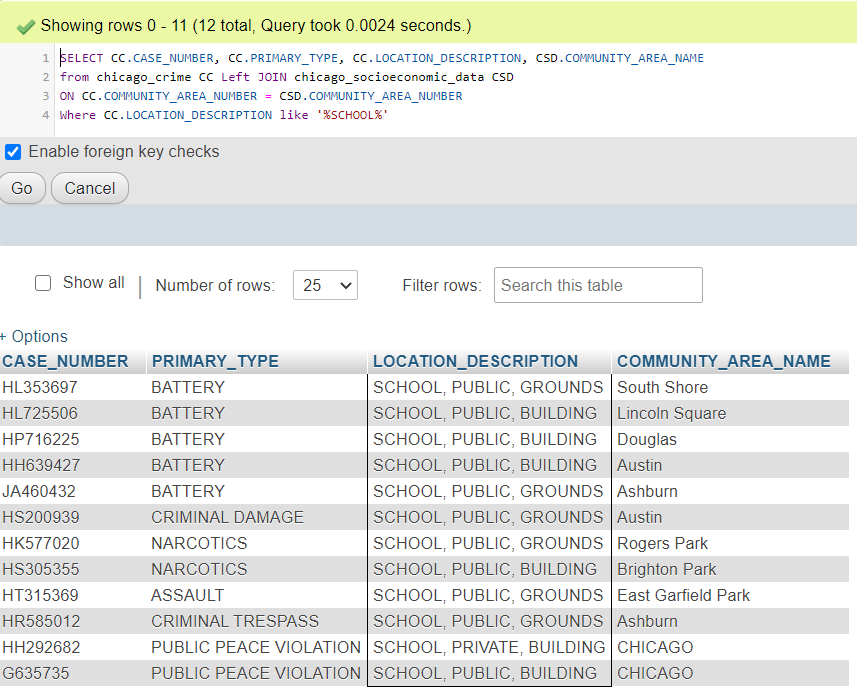 Showing rows 0 - 11 (12 total, Query took 0.0024 seconds.)
1 SELECT CC.CASE_NUMBER, CC.PRIMARY_TYPE, CC.LOCATION_DESCRIPTION, CSD.COMMUNITY_AREA_NAME
2 from chicago_crime CC Left JOIN chicago_socioeconomic_data CSD
3 ON CC.COMMUNITY_AREA_NUMBER = CSD.COMMUNITY_AREA_NUMBER
4 Where CC.LOCATION_DESCRIPTION like '%SCHOOL%'
Enable foreign key checks
Go Cancel
Show all | Number of rows: 25 Filter rows: Search this table
+ Options
CASE_NUMBER PRIMARY_TYPE LOCATION_DESCRIPTION COMMUNITY_AREA_NAME
HL353697 BATTERY SCHOOL, PUBLIC, GROUNDS South Shore
HL725506 BATTERY SCHOOL, PUBLIC, BUILDING Lincoln Square
HP716225 BATTERY SCHOOL, PUBLIC, BUILDING Douglas
HH639427 BATTERY SCHOOL, PUBLIC, BUILDING Austin
JA460432 BATTERY SCHOOL, PUBLIC, GROUNDS Ashburn
HS200939 CRIMINAL DAMAGE SCHOOL, PUBLIC, GROUNDS Austin
HK577020 NARCOTICS SCHOOL, PUBLIC, GROUNDS Rogers Park
HS305355 NARCOTICS SCHOOL, PUBLIC, BUILDING Brighton Park
HT315369 ASSAULT SCHOOL, PUBLIC, GROUNDS East Garfield Park
HR585012 CRIMINAL TRESPASS SCHOOL, PUBLIC, GROUNDS Ashburn
HH292682 PUBLIC PEACE VIOLATION SCHOOL, PRIVATE, BUILDING CHICAGO
G635735 PUBLIC PEACE VIOLATION SCHOOL, PUBLIC, BUILDING CHICAGO